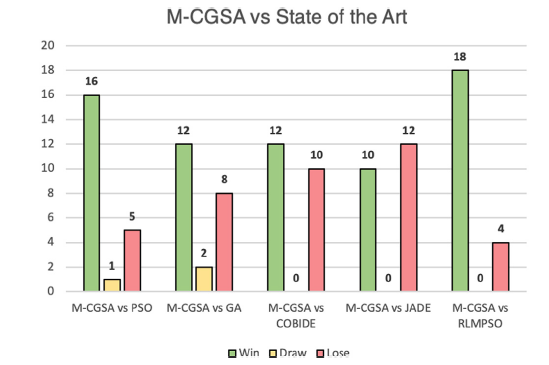 M-CGSA vs State of the Art
20
18
16
14
12
10
8
6
4
2
0
16
1
5
12
2
8
12
0
10
10
0
12
18
0
4
M-CGSA vs PSO
M-CGSA vs GA
M-CGSA vs
COBIDE
M-CGSA vs JADE
M-CGSA vs
RLMPSO
Win Draw Lose